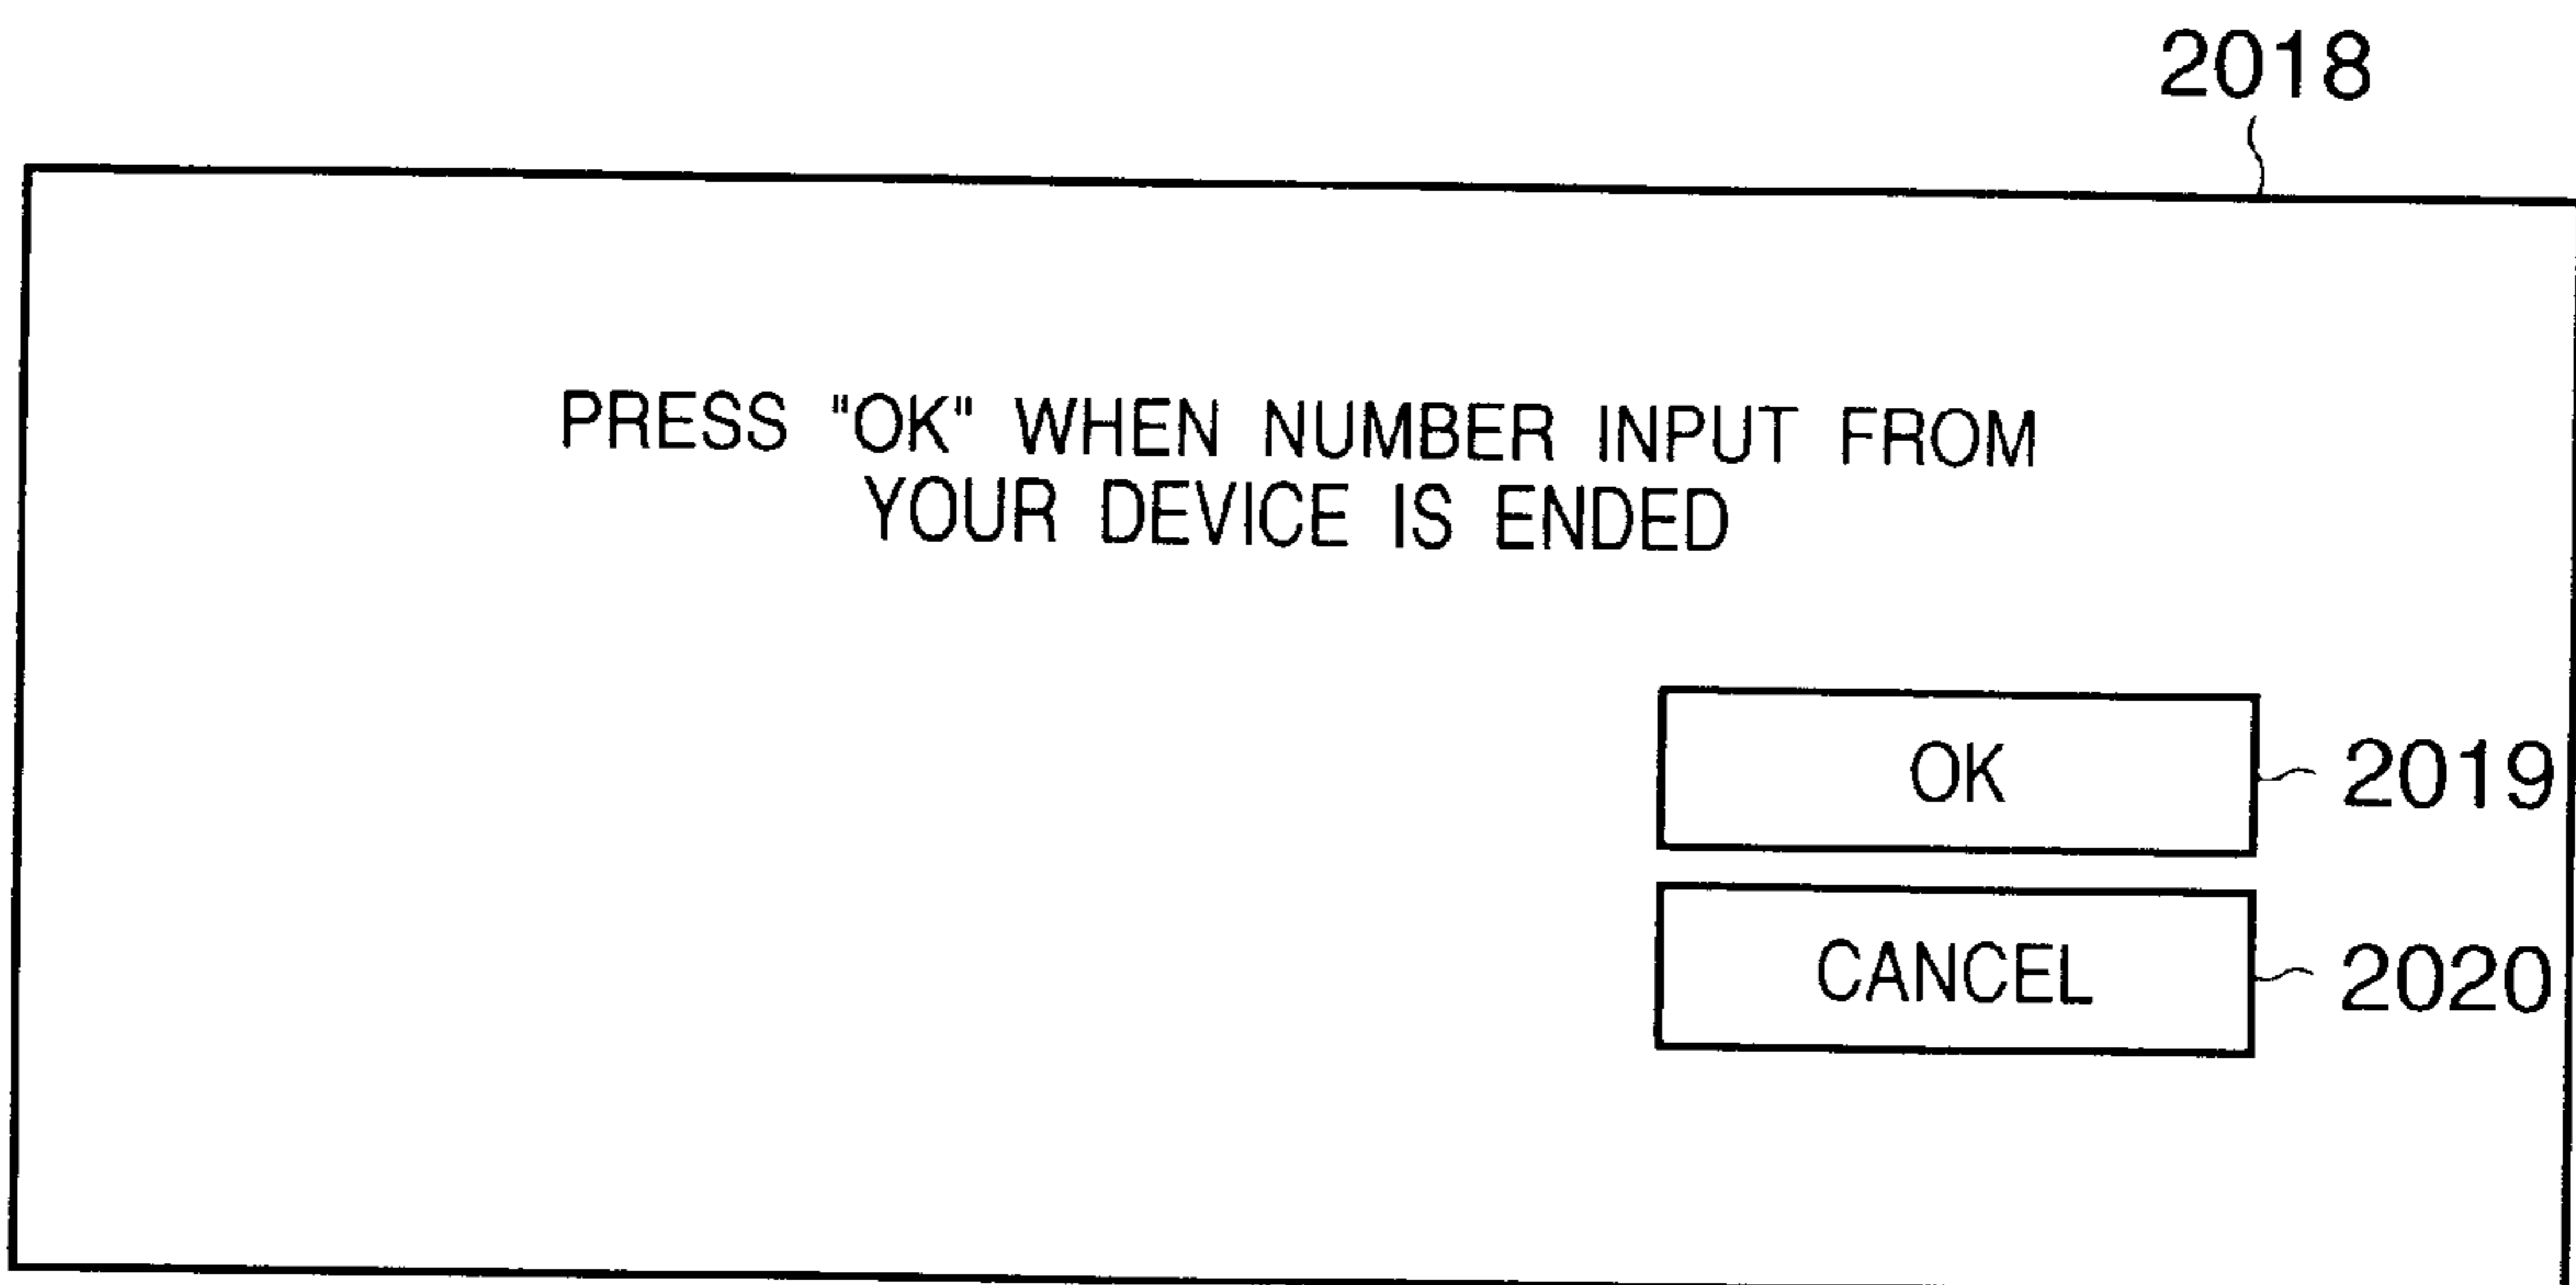 2018
PRESS "OK" WHEN NUMBER INPUT FROM
YOUR DEVICE IS ENDED
OK 2019
CANCEL 2020